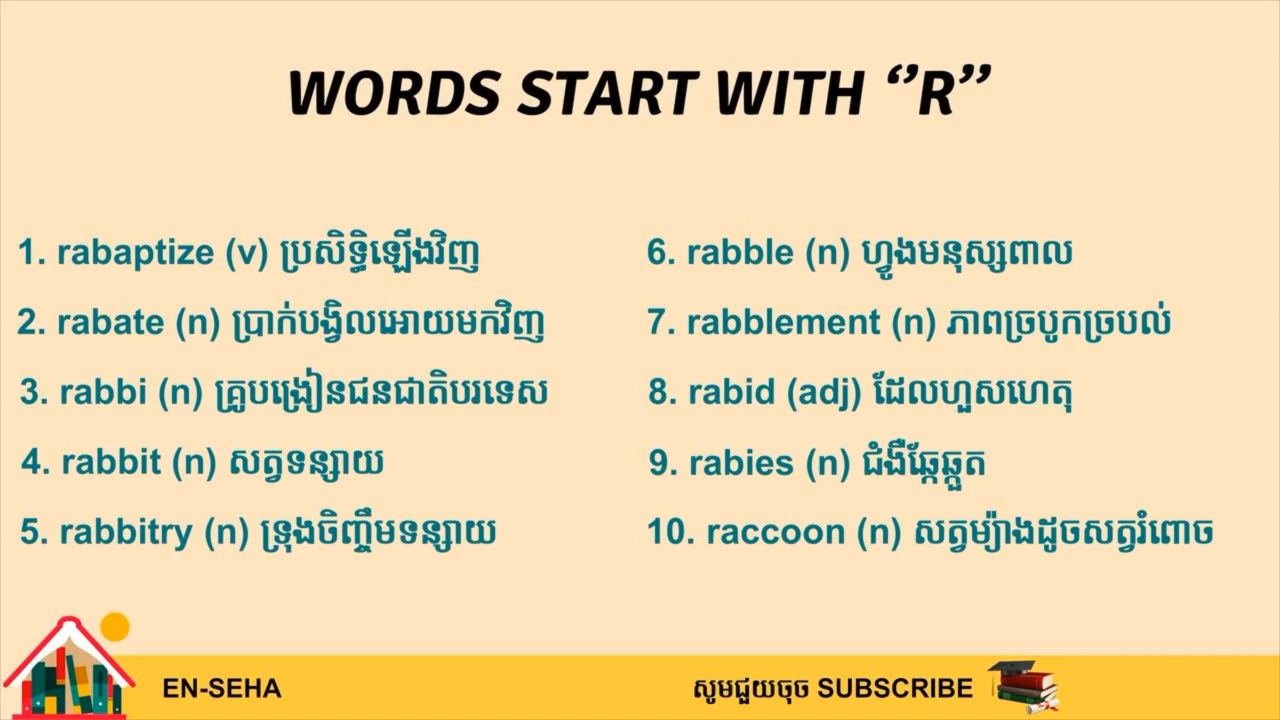 WORDS START WITH “R”
1. rabaptize (v) ប្រសិទ្ធិឡើងវិញ
2. rabate (n) ប្រាក់បង្វិលអោយមកវិញ
3. rabbi (n) គ្រូបង្រៀនជនជាតិបរទេស
4. rabbit (n) សត្វទន្សាយ
5. rabbitry (n) ទ្រុងចិញ្ចឹមទន្សាយ
6. rabble (n) ហ្វូងមនុស្សពាល
7. rabblement (n) ភាពច្របូកច្របល់
8. rabid (adj) ដែលហួសហេតុ
9. rabies (n) ជំងឺឆ្កែឆ្កួត
10. raccoon (n) សត្វម្យ៉ាងដូចសត្វរំពោច
EN-SEHA
សូមជួយចុច SUBSCRIBE